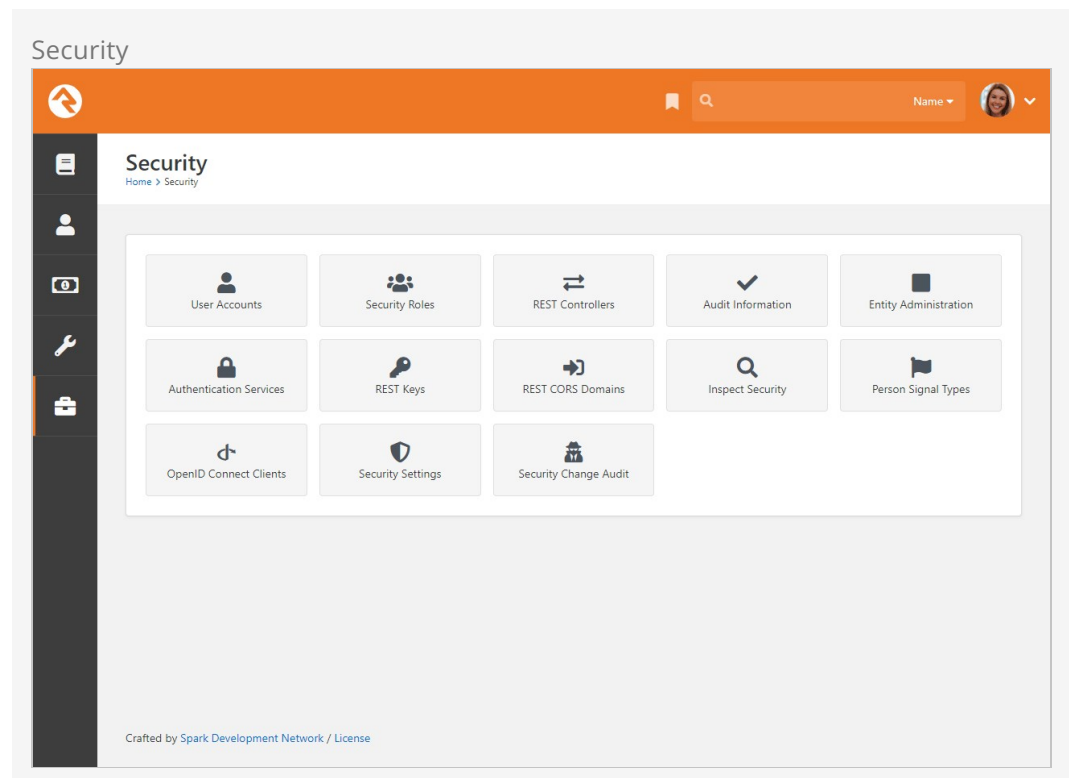 Security
Name
Security
Home > Security
User Accounts
Security Roles
REST Controllers
Audit Information
Entity Administration
Authentication Services
REST Keys
REST CORS Domains
Inspect Security
Person Signal Types
OpenID Connect Clients
Security Settings
Security Change Audit
Crafted by Spark Development Network / License